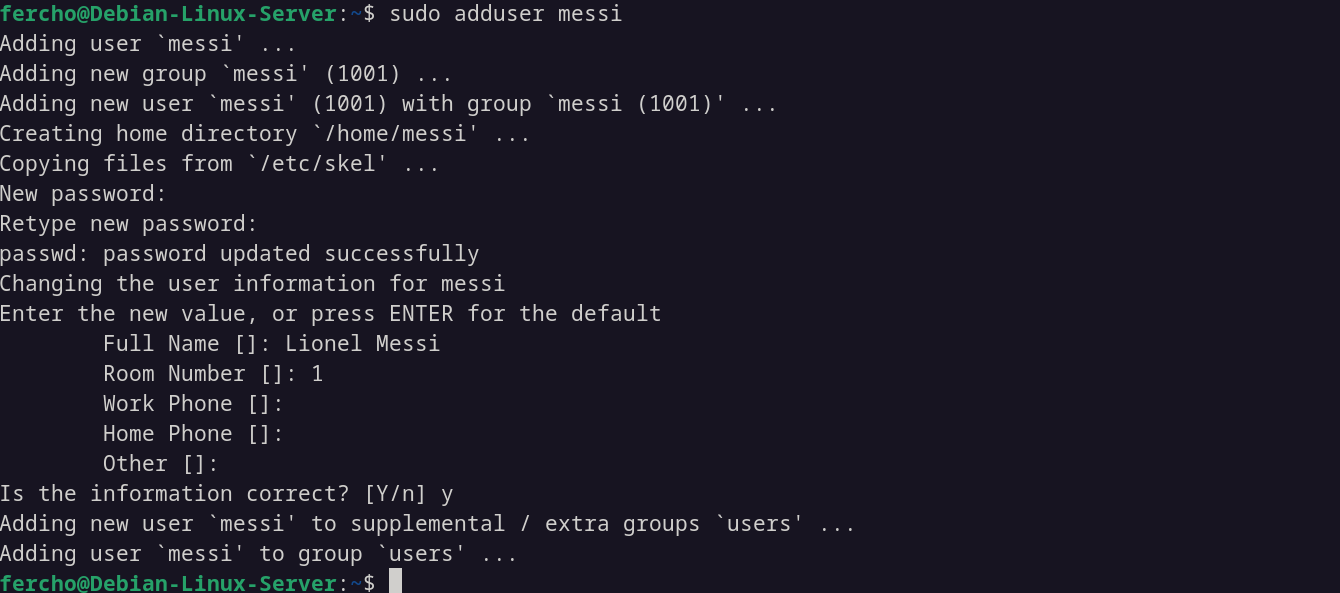 fercho@Debian-Linux-Server:~$ sudo adduser messi
Adding user `messi' ...
Adding new group `messi' (1001) ...
Adding new user `messi' (1001) with group `messi (1001)' ...
Creating home directory `/home/messi' ...
Copying files from `/etc/skel' ...
New password:
Retype new password:
passwd: password updated successfully
Changing the user information for messi
Enter the new value, or press ENTER for the default
        Full Name []: Lionel Messi
        Room Number []: 1
        Work Phone []:
        Home Phone []:
        Other []:
Is the information correct? [Y/n] y
Adding new user `messi' to supplemental / extra groups `users' ...
Adding user `messi' to group `users' ...
fercho@Debian-Linux-Server:~$